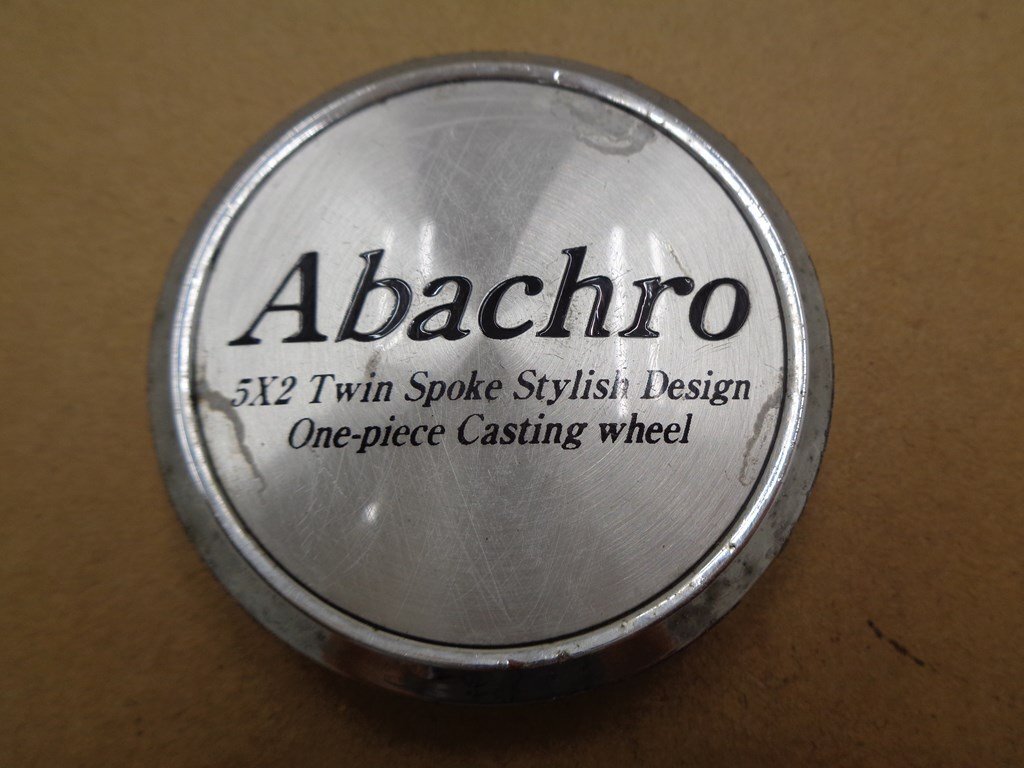 Abachro
5X2 Twin Spoke Stylish Design
One-piece Casting wheel